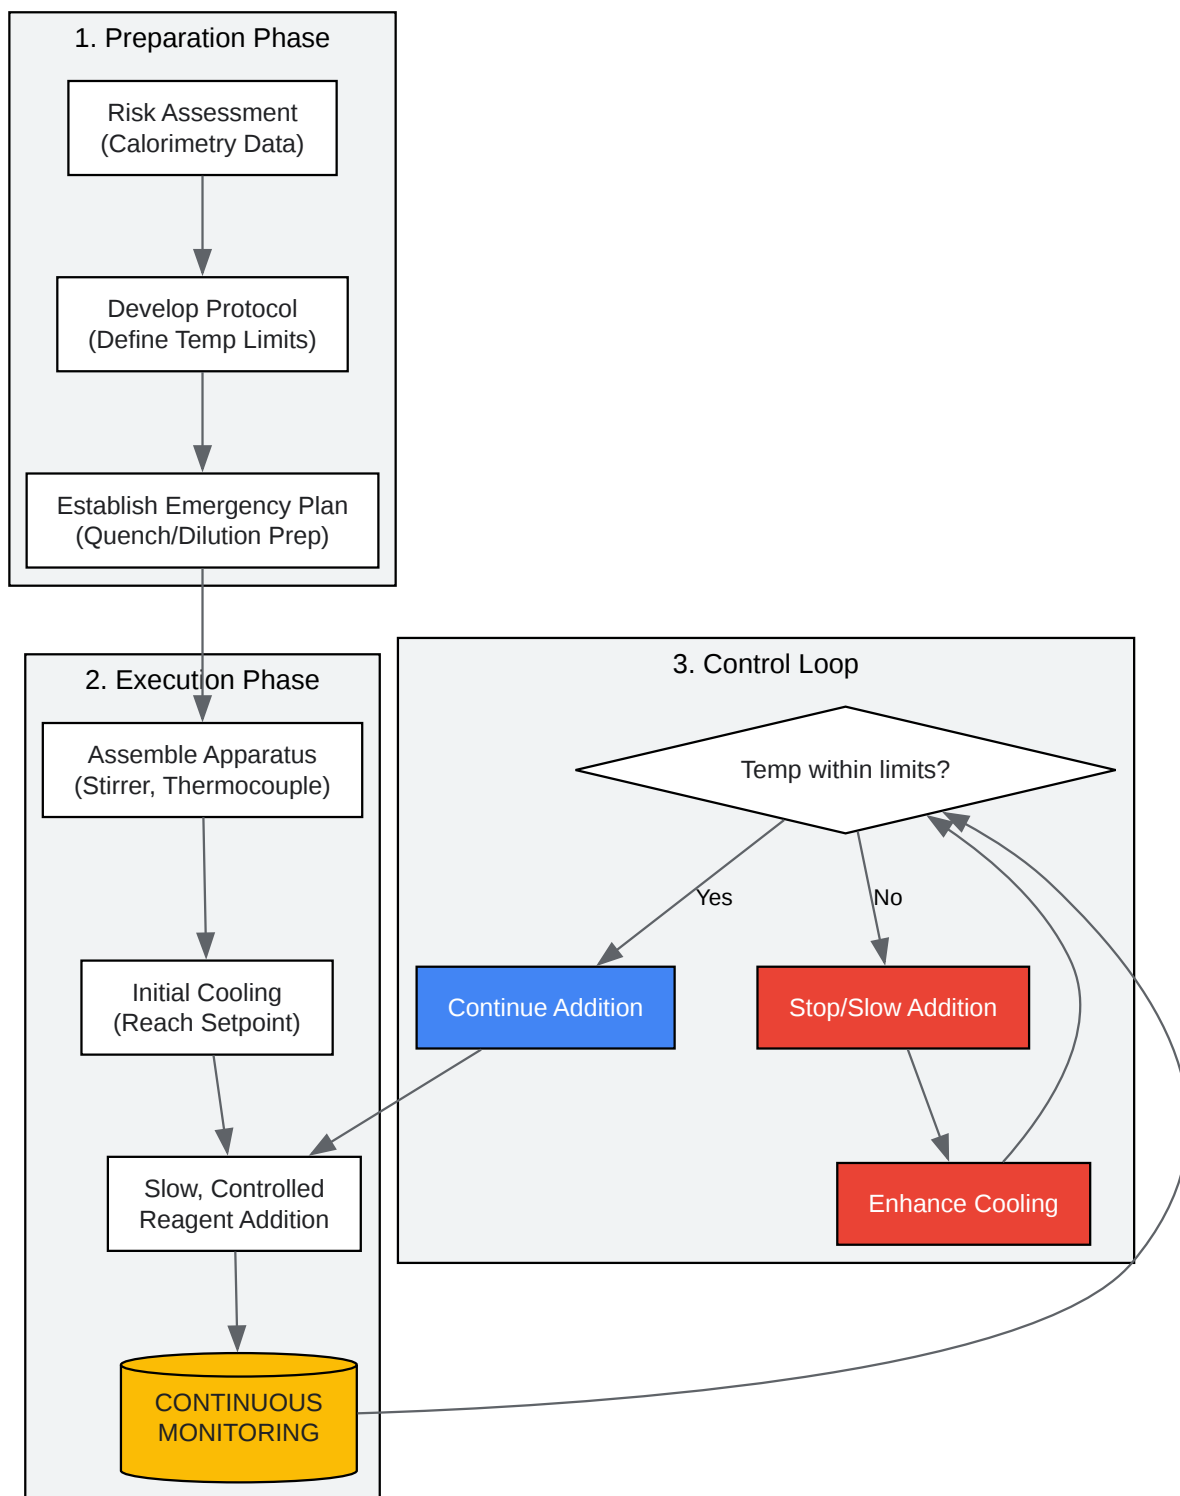 1. Preparation Phase
Risk Assessment
(Calorimetry Data)
Develop Protocol
(Define Temp Limits)
Establish Emergency Plan
(Quench/Dilution Prep)
2. Execution Phase
Assemble Apparatus
(Stirrer, Thermocouple)
Initial Cooling
(Reach Setpoint)
Slow, Controlled
Reagent Addition
CONTINUOUS
MONITORING
3. Control Loop
Temp within limits?
Yes
No
Continue Addition
Stop/Slow Addition
Enhance Cooling